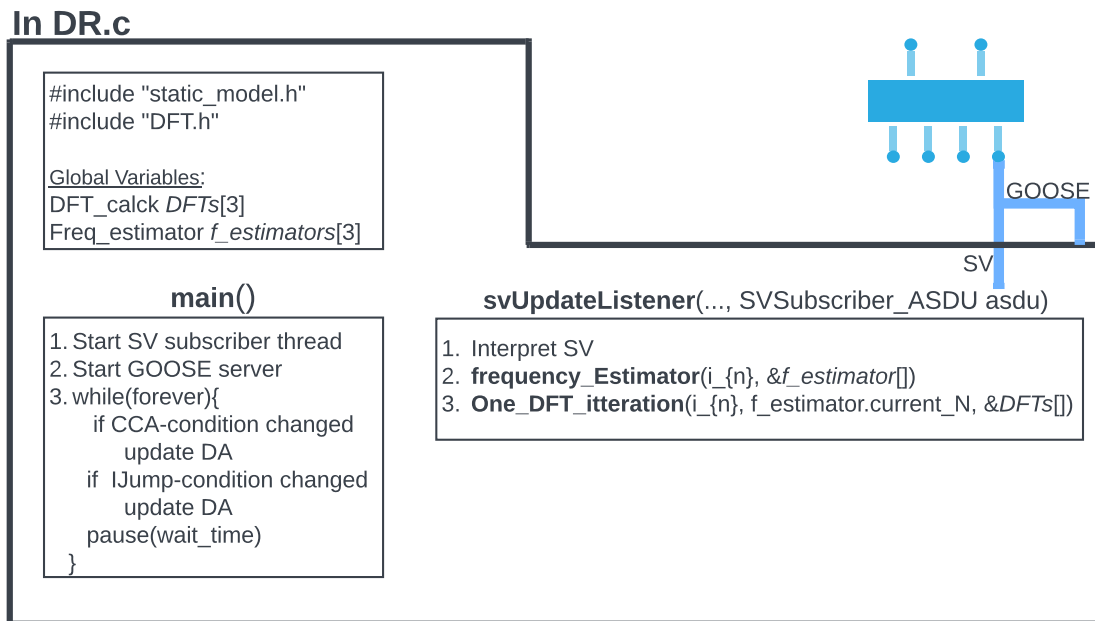 In DR.c
#include "static_model.h"
#include "DFT.h"
Global Variables:
DFT_calck DFTs[3]
Freq_estimator f_estimators[3]
GOOSE
SV
main()
1. Start SV subscriber thread
2. Start GOOSE server
3. while(forever){
if CCA-condition changed
update DA
if IJump-condition changed
update DA
pause(wait_time)
}
svUpdateListener(..., SVSubscriber_ASDU asdu)
1. Interpret SV
2. frequency_Estimator(i_{n}, &f_estimator[])
3. One_DFT_itteration(i_{n}, f_estimator.current_N, &DFTs[])